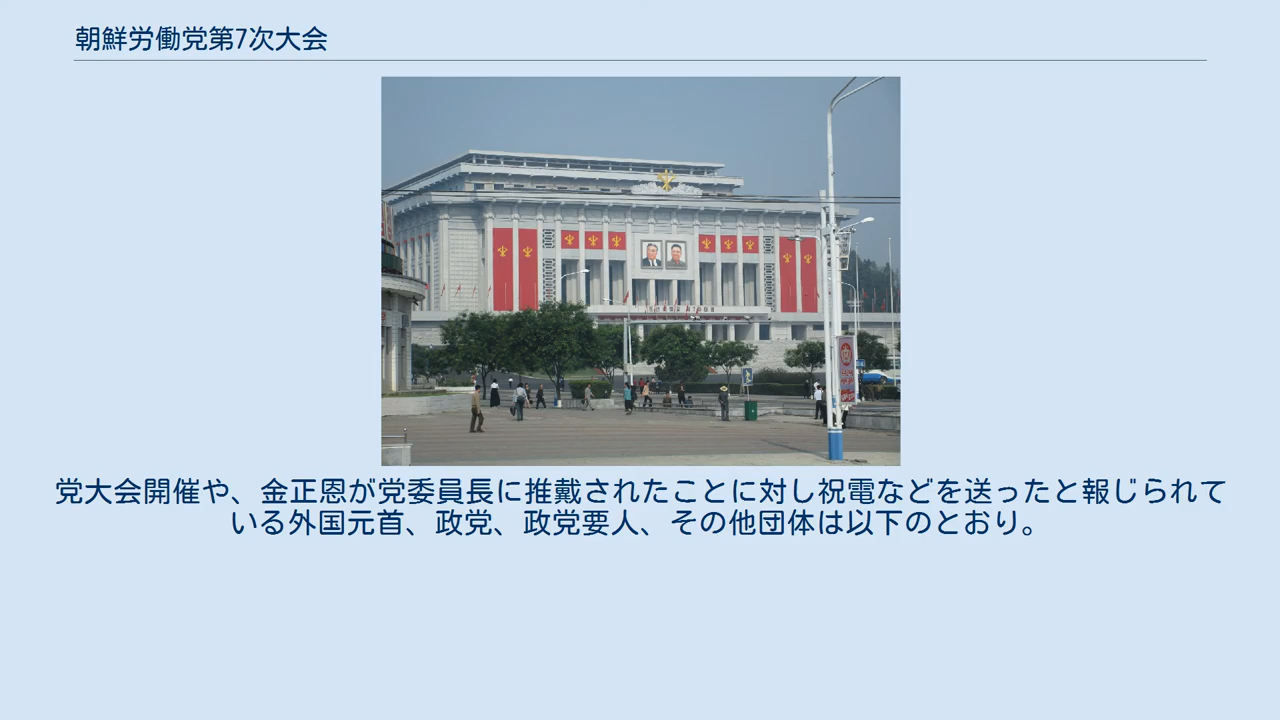 朝鮮労働党第7次大会
党大会開催や、金正恩が党委員長に推戴されたことに対し祝電などを送ったと報じられて
いる外国元首、政党、政党要人、その他団体は以下のとおり。